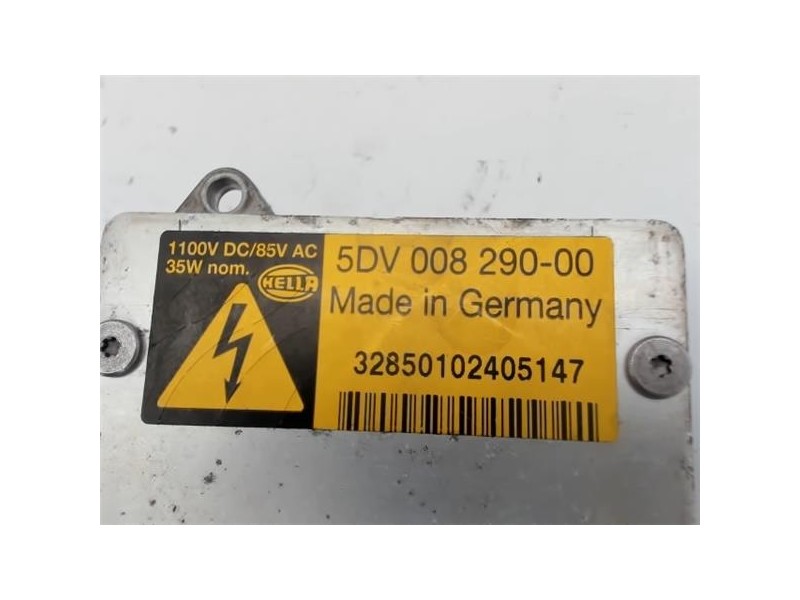 1100V DC/85V AC
35W nom.
HELLA
5DV 008 290-00
Made in Germany
32850102405147